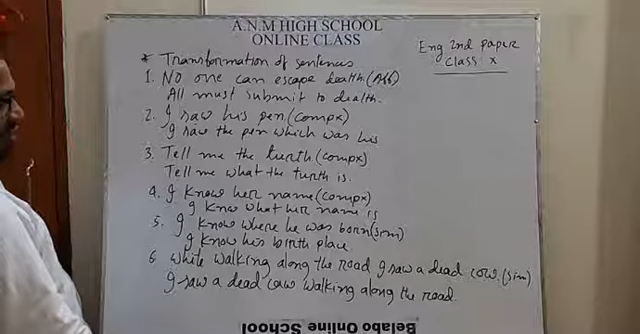 A.N.M HIGH SCHOOL
ONLINE CLASS
Eng 2nd paper
Class: x
* Transformation of sentences
1. No one can escape death. (Aff)
All must submit to death.
2. I saw his pen (compx)
I saw the pen which was his
3. Tell me the turth (compx)
Tell me what the turth is.
4. I know her name (compx)
I know what her name is
5. I know where he was born (sim)
I know his birth place.
6 While walking along the road I saw a dead cow. (sim)
I saw a dead cow walking along the road.
Belabo Online School